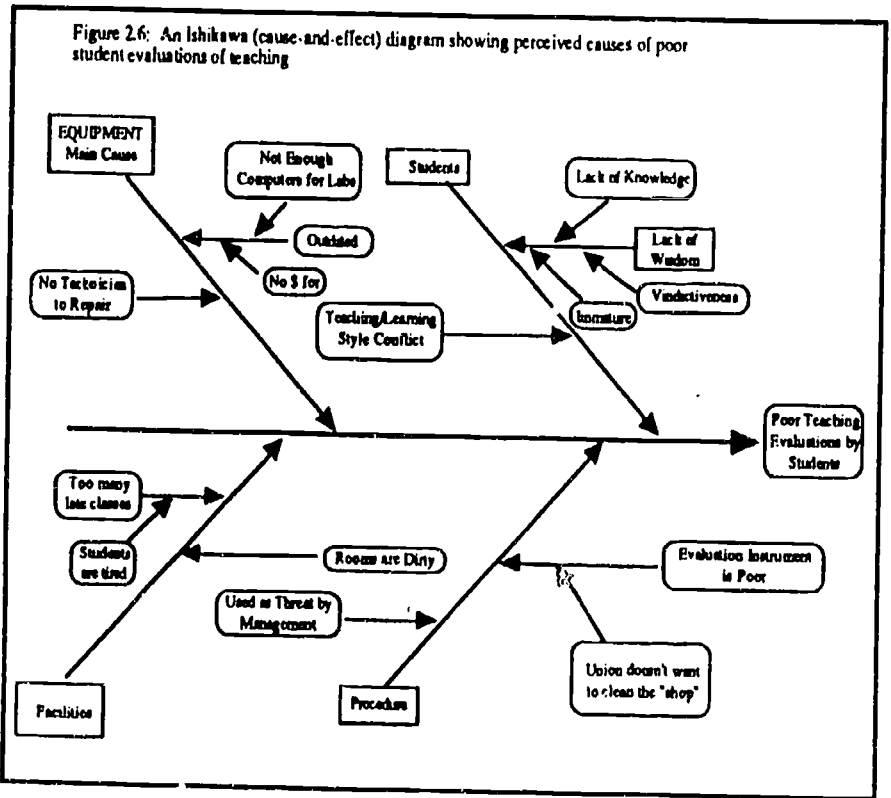 Figure 2.6: An Ishikawa (cause-and-effect) diagram showing perceived causes of poor
student evaluations of teaching
EQUIPMENT
Main Cause
Not Enough
Computers for Labs
Outdated
No $ for
No Technician
to Repair
Students
Lack of Knowledge
Lack of
Wisdom
Vindictiveness
Immature
Teaching/Learning
Style Conflict
Poor Teaching
Evaluations by
Students
Too many
late classes
Students
are tired
Rooms are Dirty
Used as Threat by
Management
Evaluation Instrument
is Poor
Union doesn't want
to clean the "shop"
Facilities
Procedure